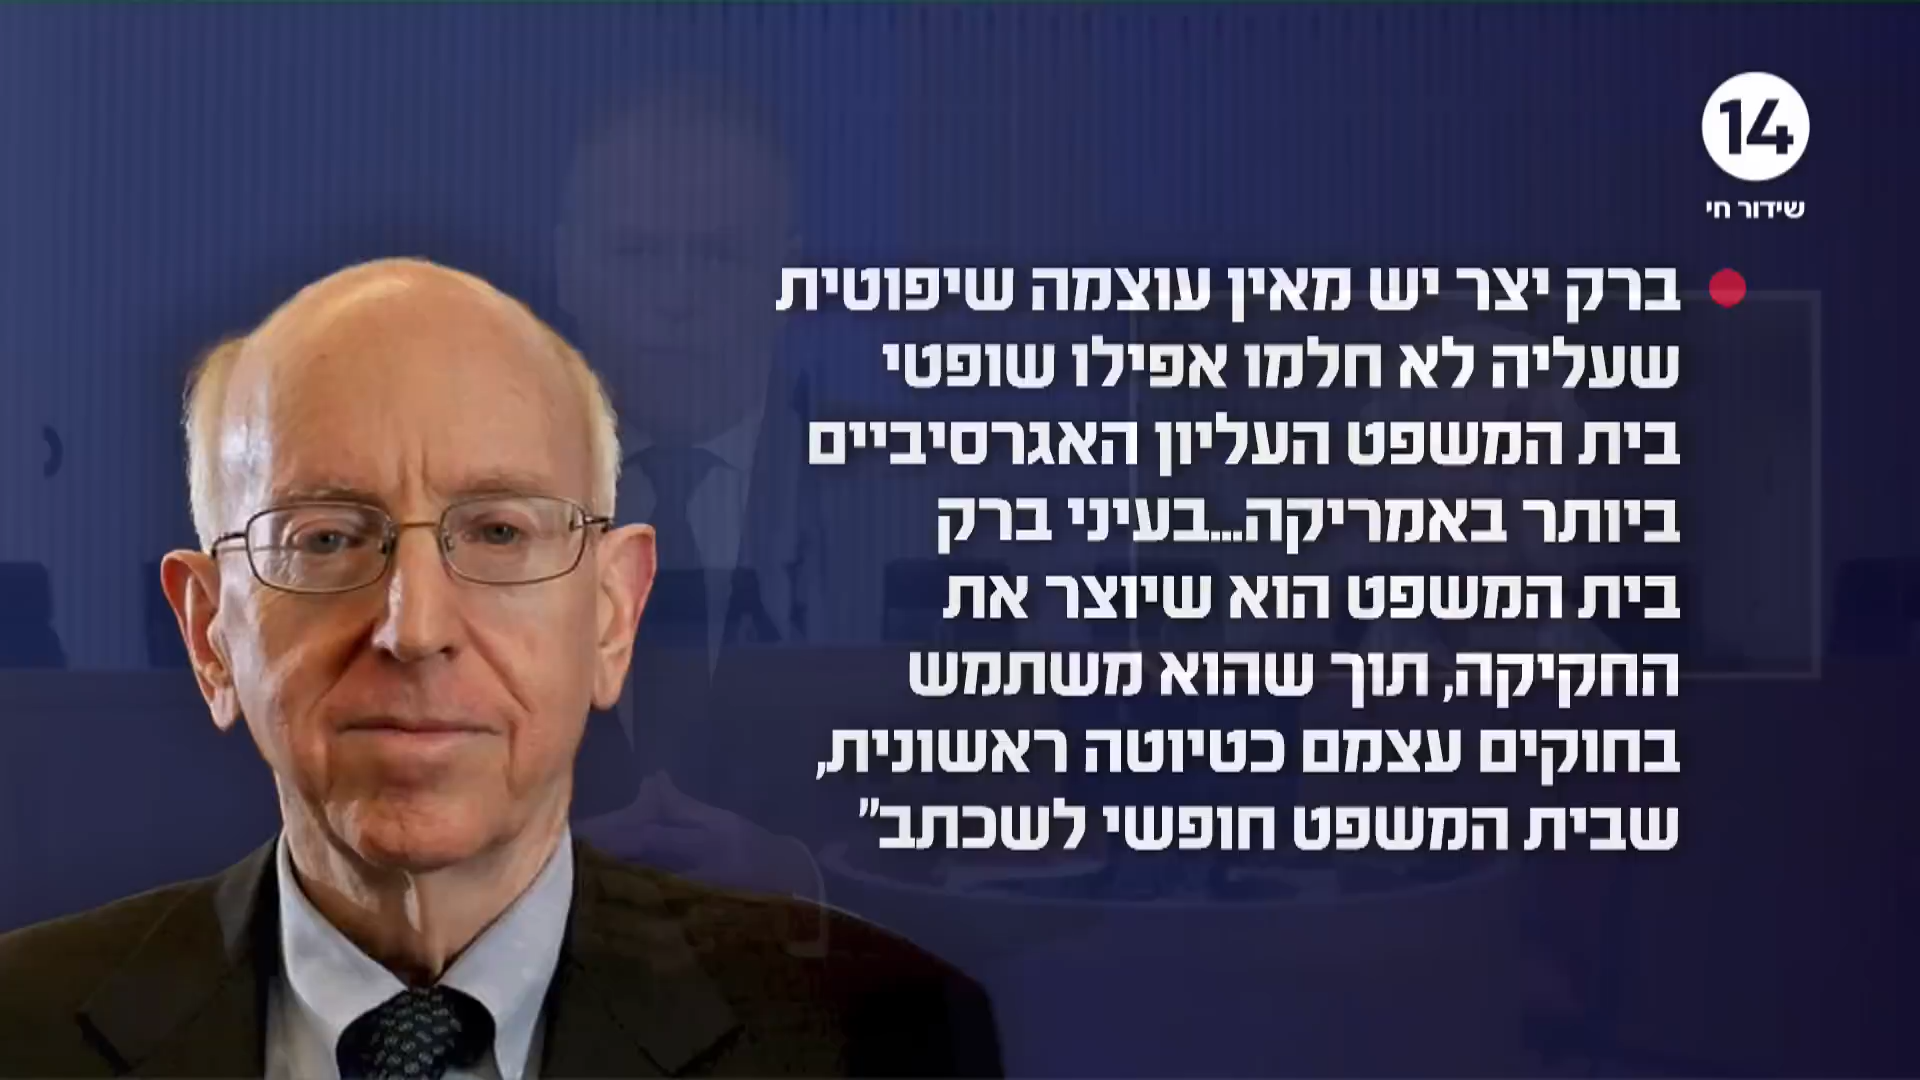 14
שידור חי
ברק יצר יש מאין עוצמה שיפוטית
שעליה לא חלמו אפילו שופטי
בית המשפט העליון האגרסיביים
ביותר באמריקה...בעיני ברק
בית המשפט הוא שיוצר את
החקיקה, תוך שהוא משתמש
בחוקים עצמם כטיוטה ראשונית,
שבית המשפט חופשי לשכתב"